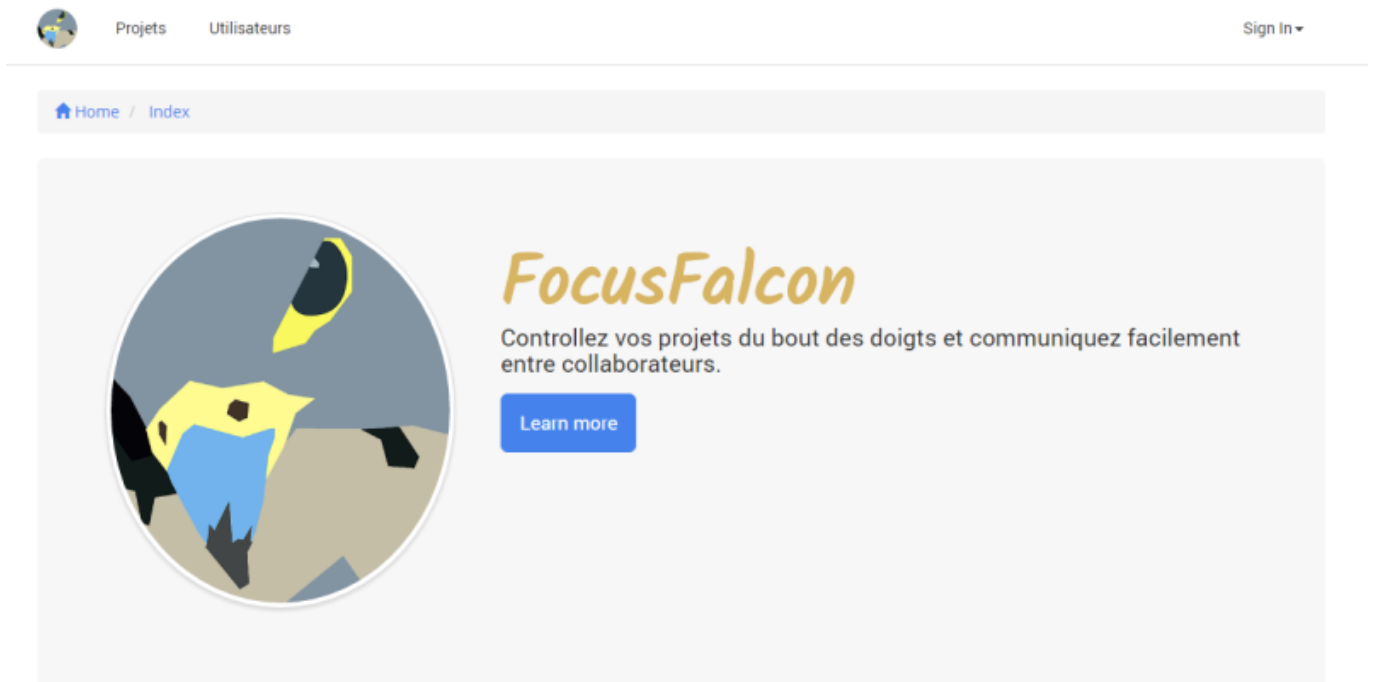 Projets Utilisateurs Sign In
Home / Index
FocusFalcon
Controllez vos projets du bout des doigts et communiquez facilement
entre collaborateurs.
Learn more